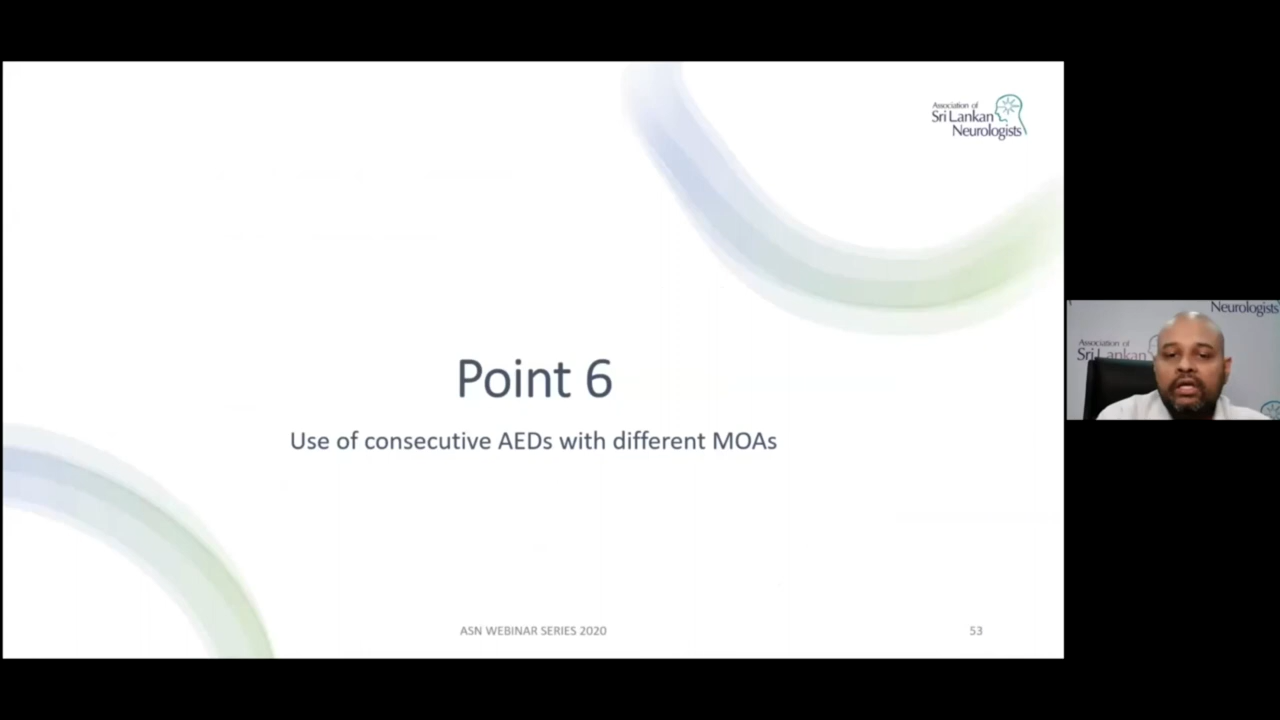 Association of
Sri Lankan
Neurologists
Point 6
Use of consecutive AEDs with different MOAs
ASN WEBINAR SERIES 2020
53
Neurologists
Association of
Sri Lankan